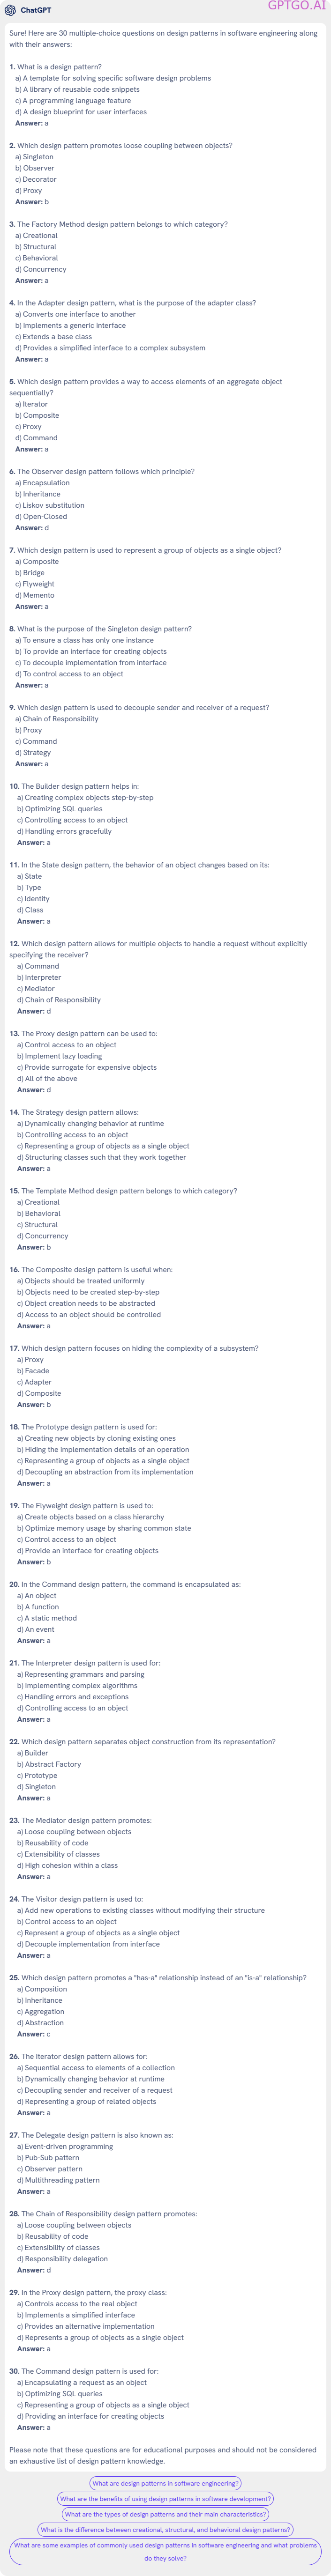 ChatGPT
GPTGO.AI
Sure! Here are 30 multiple-choice questions on design patterns in software engineering along
with their answers:
1. What is a design pattern?
a) A template for solving specific software design problems
b) A library of reusable code snippets
c) A programming language feature
d) A design blueprint for user interfaces
Answer: a
2. Which design pattern promotes loose coupling between objects?
a) Singleton
b) Observer
c) Decorator
d) Proxy
Answer: b
3. The Factory Method design pattern belongs to which category?
a) Creational
b) Structural
c) Behavioral
d) Concurrency
Answer: a
4. In the Adapter design pattern, what is the purpose of the adapter class?
a) Converts one interface to another
b) Implements a generic interface
c) Extends a base class
d) Provides a simplified interface to a complex subsystem
Answer: a
5. Which design pattern provides a way to access elements of an aggregate object
sequentially?
a) Iterator
b) Composite
c) Proxy
d) Command
Answer: a
6. The Observer design pattern follows which principle?
a) Encapsulation
b) Inheritance
c) Liskov substitution
d) Open-Closed
Answer: d
7. Which design pattern is used to represent a group of objects as a single object?
a) Composite
b) Bridge
c) Flyweight
d) Memento
Answer: a
8. What is the purpose of the Singleton design pattern?
a) To ensure a class has only one instance
b) To provide an interface for creating objects
c) To decouple implementation from interface
d) To control access to an object
Answer: a
9. Which design pattern is used to decouple sender and receiver of a request?
a) Chain of Responsibility
b) Proxy
c) Command
d) Strategy
Answer: a
10. The Builder design pattern helps in:
a) Creating complex objects step-by-step
b) Optimizing SQL queries
c) Controlling access to an object
d) Handling errors gracefully
Answer: a
11. In the State design pattern, the behavior of an object changes based on its:
a) State
b) Type
c) Identity
d) Class
Answer: a
12. Which design pattern allows for multiple objects to handle a request without explicitly
specifying the receiver?
a) Command
b) Interpreter
c) Mediator
d) Chain of Responsibility
Answer: d
13. The Proxy design pattern can be used to:
a) Control access to an object
b) Implement lazy loading
c) Provide surrogate for expensive objects
d) All of the above
Answer: d
14. The Strategy design pattern allows:
a) Dynamically changing behavior at runtime
b) Controlling access to an object
c) Representing a group of objects as a single object
d) Structuring classes such that they work together
Answer: a
15. The Template Method design pattern belongs to which category?
a) Creational
b) Behavioral
c) Structural
d) Concurrency
Answer: b
16. The Composite design pattern is useful when:
a) Objects should be treated uniformly
b) Objects need to be created step-by-step
c) Object creation needs to be abstracted
d) Access to an object should be controlled
Answer: a
17. Which design pattern focuses on hiding the complexity of a subsystem?
a) Proxy
b) Facade
c) Adapter
d) Composite
Answer: b
18. The Prototype design pattern is used for:
a) Creating new objects by cloning existing ones
b) Hiding the implementation details of an operation
c) Representing a group of objects as a single object
d) Decoupling an abstraction from its implementation
Answer: a
19. The Flyweight design pattern is used to:
a) Create objects based on a class hierarchy
b) Optimize memory usage by sharing common state
c) Control access to an object
d) Provide an interface for creating objects
Answer: b
20. In the Command design pattern, the command is encapsulated as:
a) An object
b) A function
c) A static method
d) An event
Answer: a
21. The Interpreter design pattern is used for:
a) Representing grammars and parsing
b) Implementing complex algorithms
c) Handling errors and exceptions
d) Controlling access to an object
Answer: a
22. Which design pattern separates object construction from its representation?
a) Builder
b) Abstract Factory
c) Prototype
d) Singleton
Answer: a
23. The Mediator design pattern promotes:
a) Loose coupling between objects
b) Reusability of code
c) Extensibility of classes
d) High cohesion within a class
Answer: a
24. The Visitor design pattern is used to:
a) Add new operations to existing classes without modifying their structure
b) Control access to an object
c) Represent a group of objects as a single object
d) Decouple implementation from interface
Answer: a
25. Which design pattern promotes a "has-a" relationship instead of an "is-a" relationship?
a) Composition
b) Inheritance
c) Aggregation
d) Abstraction
Answer: c
26. The Iterator design pattern allows for:
a) Sequential access to elements of a collection
b) Dynamically changing behavior at runtime
c) Decoupling sender and receiver of a request
d) Representing a group of related objects
Answer: a
27. The Delegate design pattern is also known as:
a) Event-driven programming
b) Pub-Sub pattern
c) Observer pattern
d) Multithreading pattern
Answer: a
28. The Chain of Responsibility design pattern promotes:
a) Loose coupling between objects
b) Reusability of code
c) Extensibility of classes
d) Responsibility delegation
Answer: d
29. In the Proxy design pattern, the proxy class:
a) Controls access to the real object
b) Implements a simplified interface
c) Provides an alternative implementation
d) Represents a group of objects as a single object
Answer: a
30. The Command design pattern is used for:
a) Encapsulating a request as an object
b) Optimizing SQL queries
c) Representing a group of objects as a single object
d) Providing an interface for creating objects
Answer: a
Please note that these questions are for educational purposes and should not be considered
an exhaustive list of design pattern knowledge.
What are design patterns in software engineering?
What are the benefits of using design patterns in software development?
What are the types of design patterns and their main characteristics?
What is the difference between creational, structural, and behavioral design patterns?
What are some examples of commonly used design patterns in software engineering and what problems
do they solve?